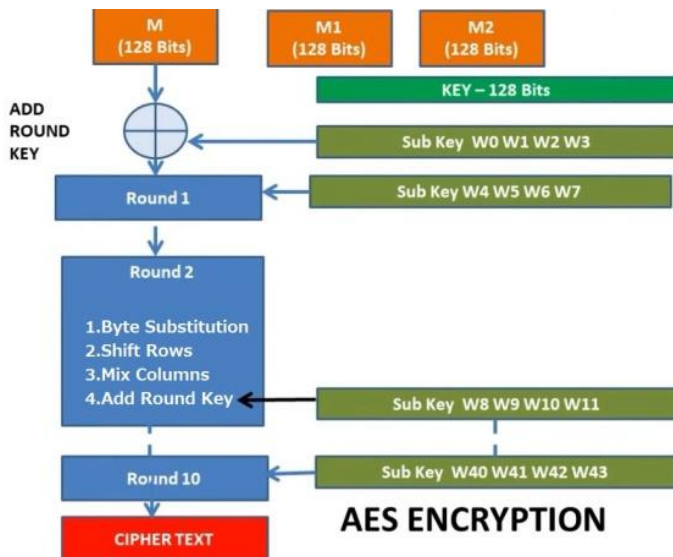 M
(128 Bits)
M1
(128 Bits)
M2
(128 Bits)
KEY – 128 Bits
ADD
ROUND
KEY
Sub Key W0 W1 W2 W3
Round 1
Sub Key W4 W5 W6 W7
Round 2
1.Byte Substitution
2.Shift Rows
3.Mix Columns
4.Add Round Key
Sub Key W8 W9 W10 W11
Round 10
Sub Key W40 W41 W42 W43
CIPHER TEXT
AES ENCRYPTION